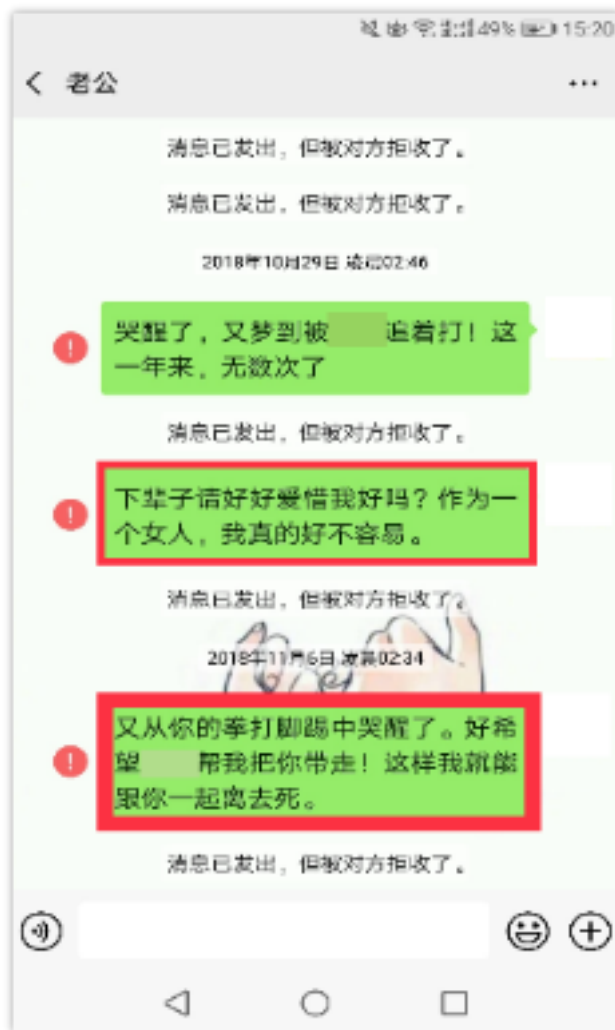 49% 15:20
老公
消息已发出，但被对方拒收了。
消息已发出，但被对方拒收了。
2018年10月29日 凌晨02:46
哭醒了，又梦到被 追着打！这
一年来，无数次了
消息已发出，但被对方拒收了。
下辈子请好好爱惜我好吗？作为一
个女人，我真的好不容易。
消息已发出，但被对方拒收了。
2018年11月6日 凌晨02:34
又从你的拳打脚踢中哭醒了。好希
望 帮我把你带走！这样我就能
跟你一起离去死。
消息已发出，但被对方拒收了。